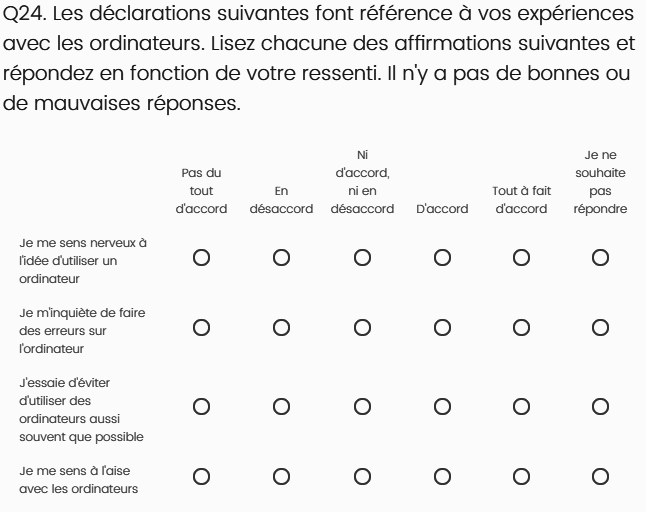 Q24. Les déclarations suivantes font référence à vos expériences
avec les ordinateurs. Lisez chacune des affirmations suivantes et
répondez en fonction de votre ressenti. Il n'y a pas de bonnes ou
de mauvaises réponses.
Pas du
tout
d'accord
En
désaccord
Ni
d'accord,
ni en
désaccord
D'accord
Tout à fait
d'accord
Je ne
souhaite
pas
répondre
Je me sens nerveux à
l'idée d'utiliser un
ordinateur
Je m'inquiète de faire
des erreurs sur
l'ordinateur
J'essaie d'éviter
d'utiliser des
ordinateurs aussi
souvent que possible
Je me sens à l'aise
avec les ordinateurs